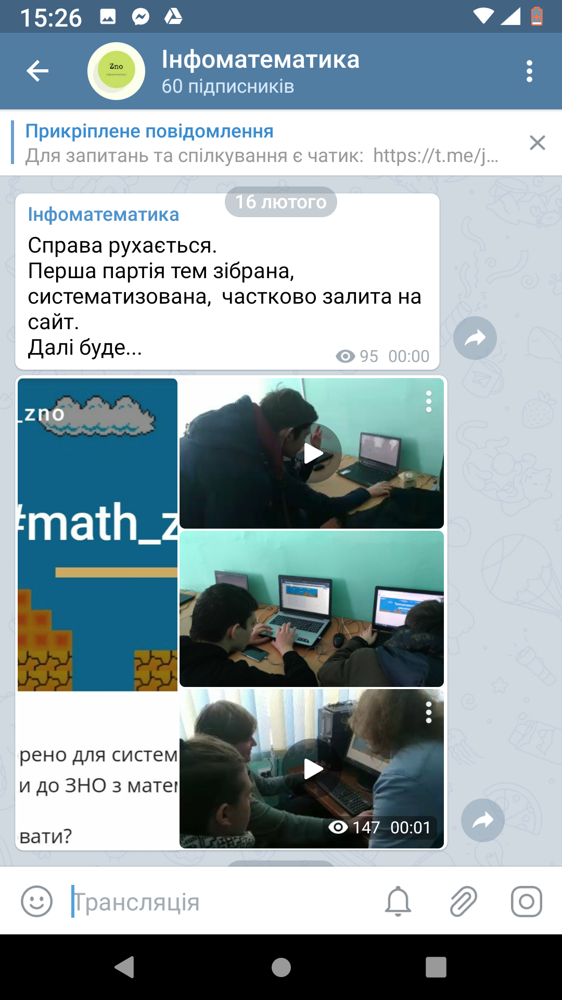 15:26
Zno
Інфоматематика
60 підписників
Прикріплене повідомлення
Для запитань та спілкування є чатик:  https://t.me/j...
16 лютого
Інфоматематика
Справа рухається.
Перша партія тем зібрана,
систематизована,  частково залита на
сайт.
Далі буде...
95 00:00
_zno
#math_z
рено для систем
и до ЗНО з матем
вати?
147 00:01
Трансляція